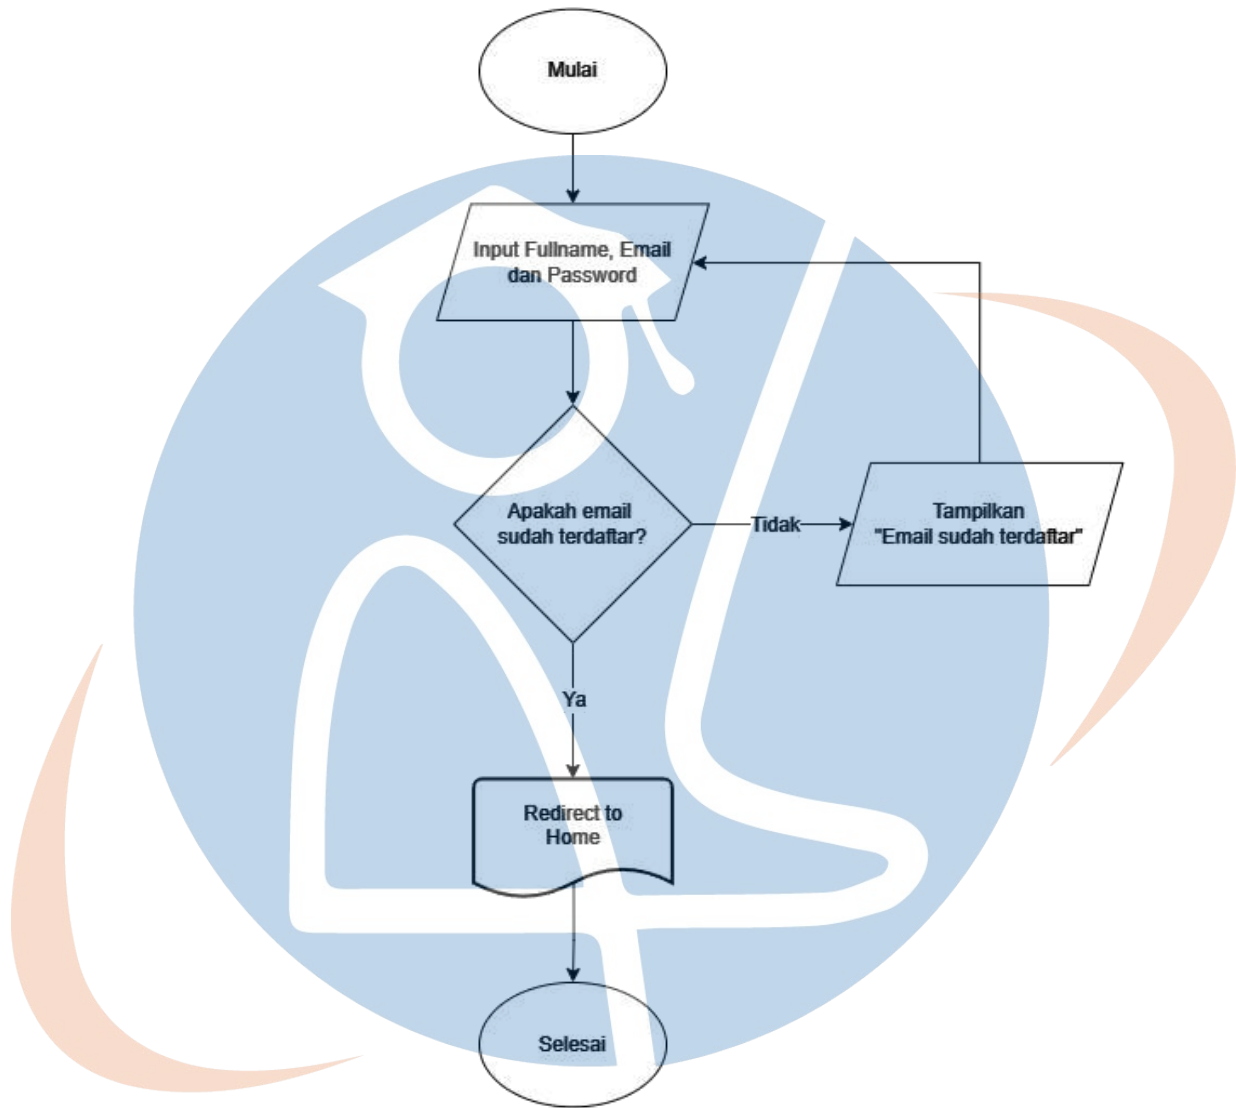 Mulai
Input Fullname, Email
dan Password
Apakah email
sudah terdaftar?
Tidak
Tampilkan
"Email sudah terdaftar"
Ya
Redirect to
Home
Selesai